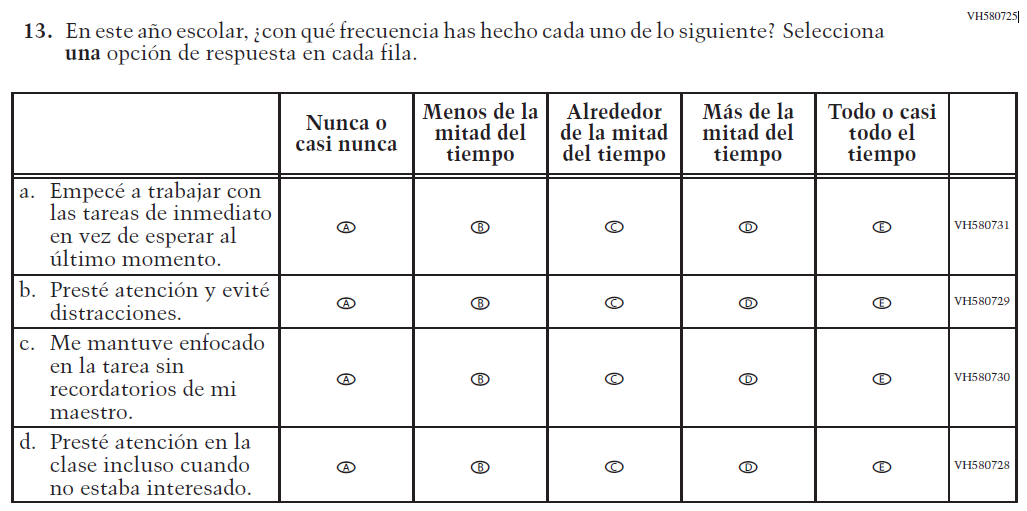 VH580725
13. En este año escolar, ¿con qué frecuencia has hecho cada uno de lo siguiente? Selecciona
una opción de respuesta en cada fila.
Nunca o
casi nunca
Menos de la
mitad del
tiempo
Alrededor
de la mitad
del tiempo
Más de la
mitad del
tiempo
Todo o casi
todo el
tiempo
a. Empecé a trabajar con
las tareas de inmediato
en vez de esperar al
último momento.
A B C D E VH580731
b. Presté atención y evité
distracciones.
A B C D E VH580729
c. Me mantuve enfocado
en la tarea sin
recordatorios de mi
maestro.
A B C D E VH580730
d. Presté atención en la
clase incluso cuando
no estaba interesado.
A B C D E VH580728